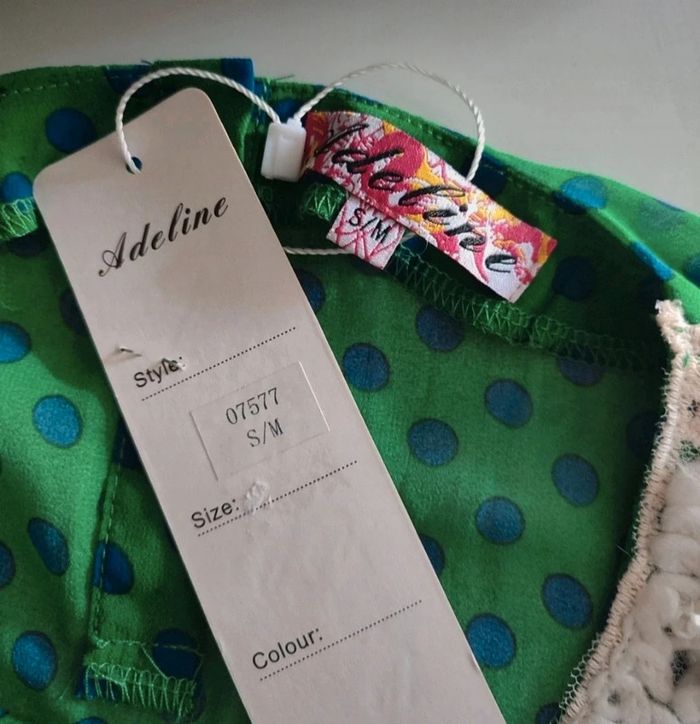 Adeline
Style:
07577
S/M
Size:
Colour:
Adeline
S/M